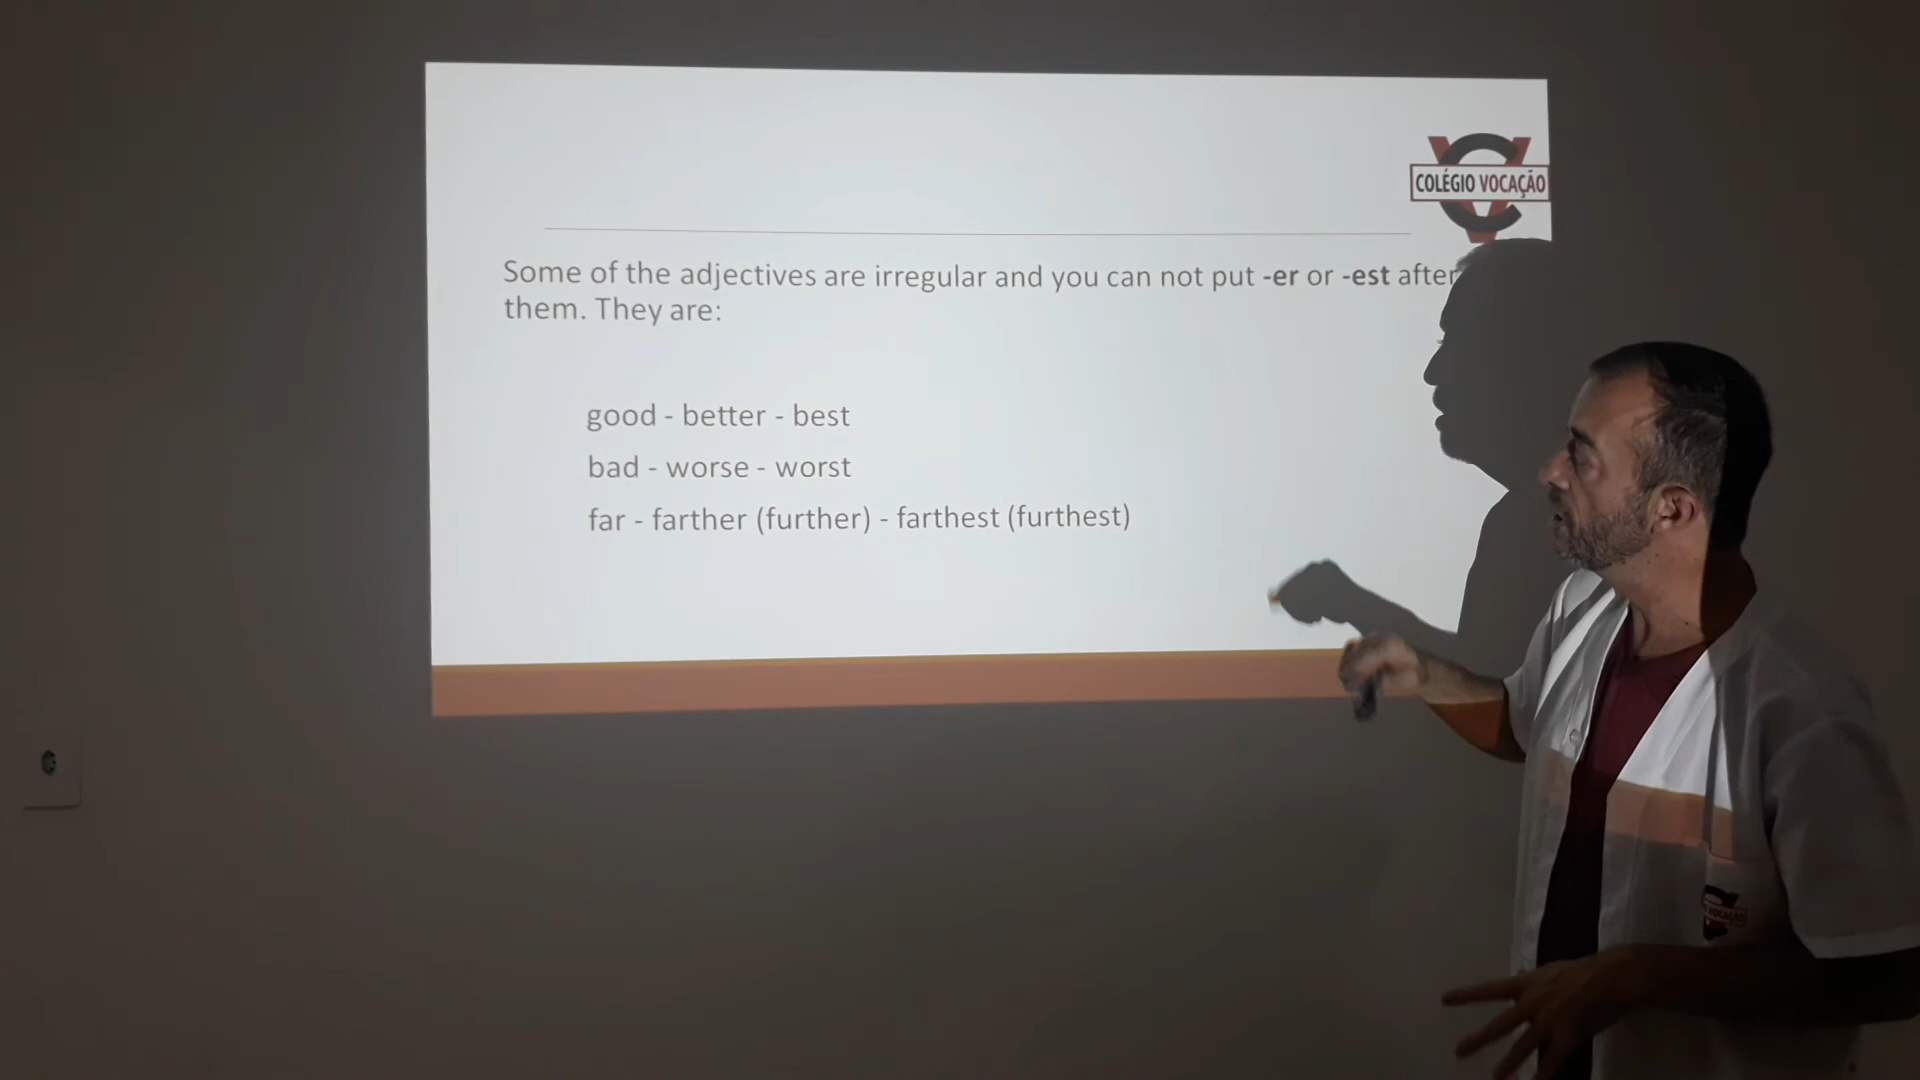 COLÉGIO VOCAÇÃO
Some of the adjectives are irregular and you can not put -er or -est after
them. They are:
good - better - best
bad - worse - worst
far - farther (further) - farthest (furthest)
VOCAÇÃO